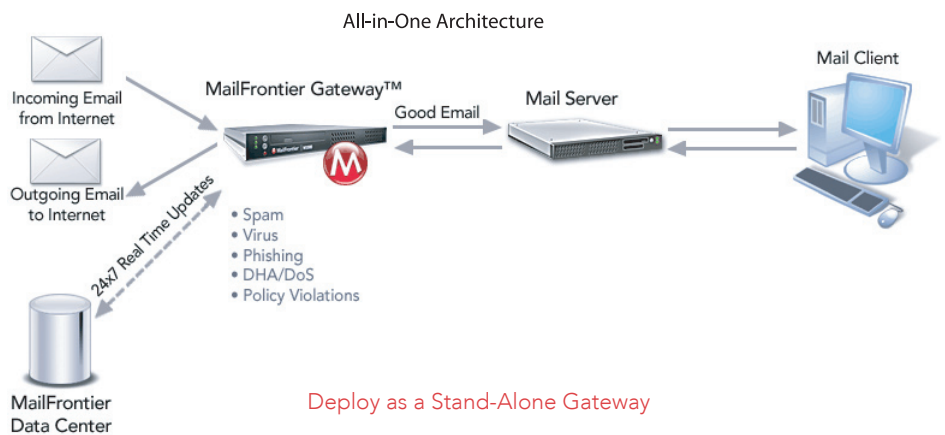 All-in-One Architecture
Incoming Email
from Internet
Outgoing Email
to Internet
24x7 Real Time Updates
MailFrontier
Data Center
MailFrontier Gateway™
MailFrontier
M
• Spam
• Virus
• Phishing
• DHA/DoS
• Policy Violations
Good Email
Mail Server
Mail Client
Deploy as a Stand-Alone Gateway